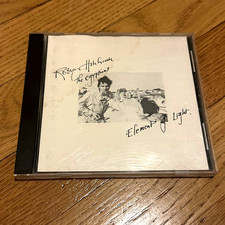 Robyn Hitchcock
& The Egyptians
Element of Light.